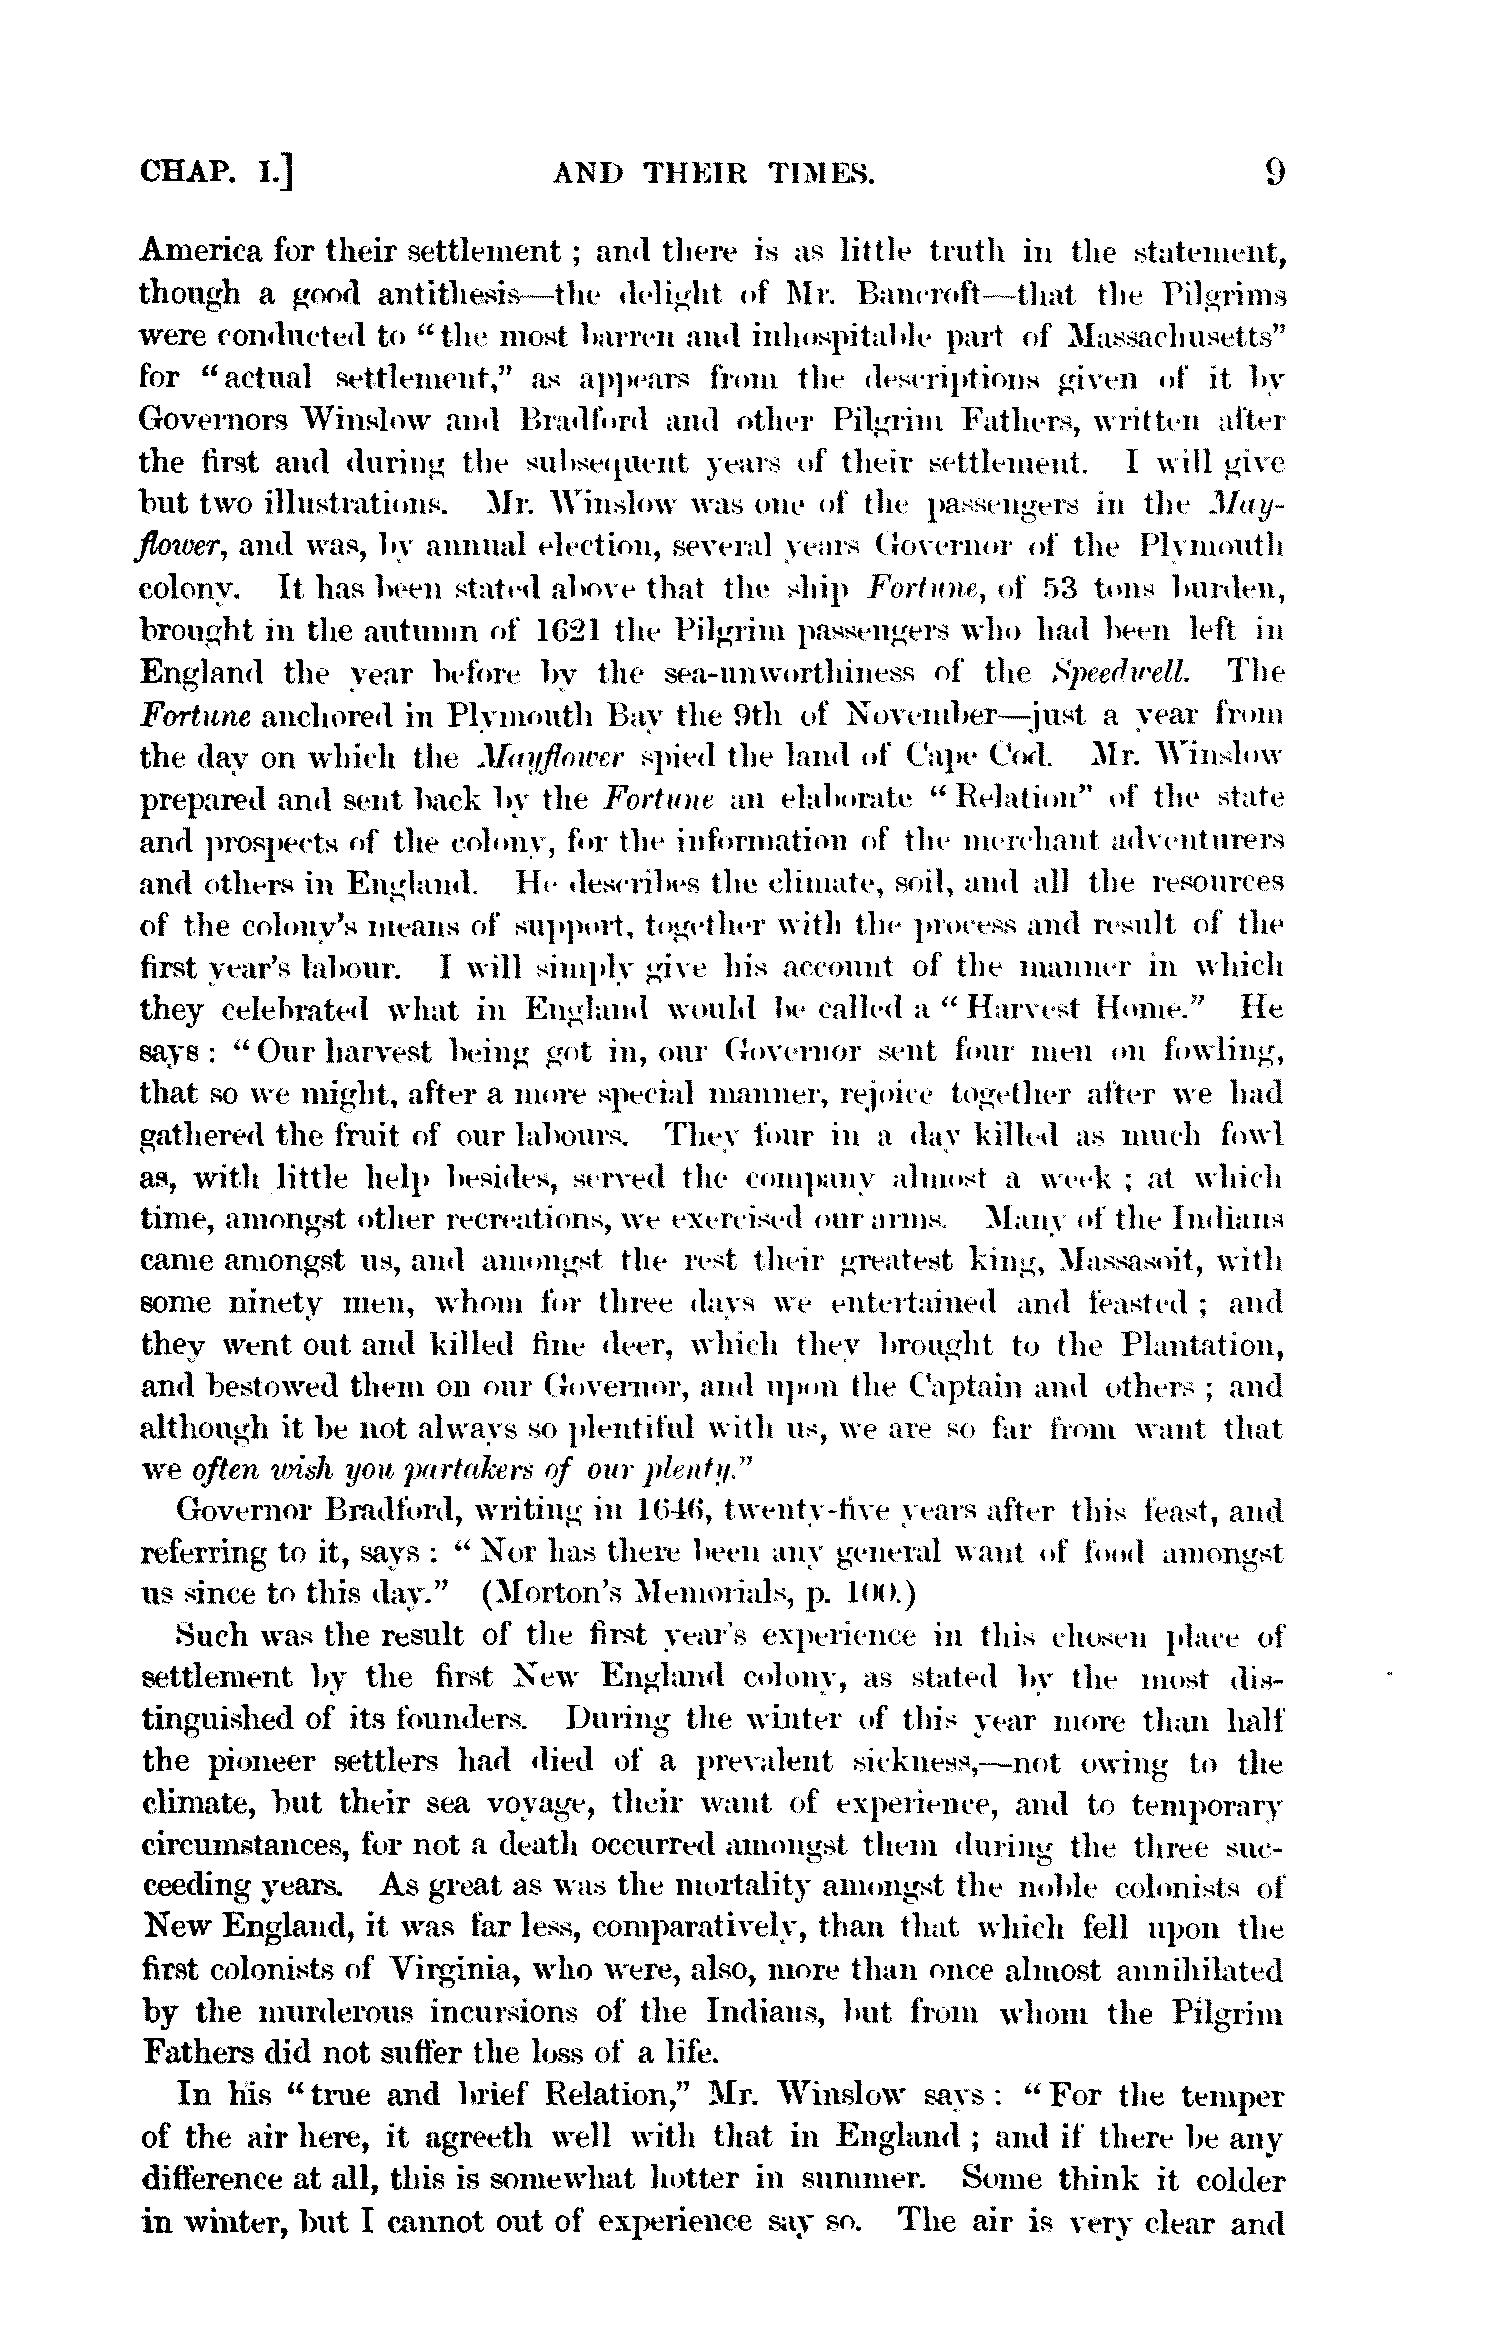 CHAP. I.] AND THEIR TIMES. 9
America for their settlement ; and there is as little truth in the statement,
though a good antithesis—the delight of Mr. Bancroft—that the Pilgrims
were conducted to "the most barren and inhospitable part of Massachusetts"
for "actual settlement," as appears from the descriptions given of it by
Governors Winslow and Bradford and other Pilgrim Fathers, written after
the first and during the subsequent years of their settlement. I will give
but two illustrations. Mr. Winslow was one of the passengers in the May-
flower, and was, by annual election, several years Governor of the Plymouth
colony. It has been stated above that the ship Fortune, of 53 tons burden,
brought in the autumn of 1621 the Pilgrim passengers who had been left in
England the year before by the sea-unworthiness of the Speedwell. The
Fortune anchored in Plymouth Bay the 9th of November—just a year from
the day on which the Mayflower spied the land of Cape Cod. Mr. Winslow
prepared and sent back by the Fortune an elaborate "Relation" of the state
and prospects of the colony, for the information of the merchant adventurers
and others in England. He describes the climate, soil, and all the resources
of the colony's means of support, together with the process and result of the
first year's labour. I will simply give his account of the manner in which
they celebrated what in England would be called a "Harvest Home." He
says : "Our harvest being got in, our Governor sent four men on fowling,
that so we might, after a more special manner, rejoice together after we had
gathered the fruit of our labours. They four in a day killed as much fowl
as, with little help besides, served the company almost a week ; at which
time, amongst other recreations, we exercised our arms. Many of the Indians
came amongst us, and amongst the rest their greatest king, Massasoit, with
some ninety men, whom for three days we entertained and feasted ; and
they went out and killed fine deer, which they brought to the Plantation,
and bestowed them on our Governor, and upon the Captain and others ; and
although it be not always so plentiful with us, we are so far from want that
we often wish you partakers of our plenty."
Governor Bradford, writing in 1646, twenty-five years after this feast, and
referring to it, says : "Nor has there been any general want of food amongst
us since to this day." (Morton's Memorials, p. 100.)
Such was the result of the first year's experience in this chosen place of
settlement by the first New England colony, as stated by the most dis-
tinguished of its founders. During the winter of this year more than half
the pioneer settlers had died of a prevalent sickness,—not owing to the
climate, but their sea voyage, their want of experience, and to temporary
circumstances, for not a death occurred amongst them during the three suc-
ceeding years. As great as was the mortality amongst the noble colonists of
New England, it was far less, comparatively, than that which fell upon the
first colonists of Virginia, who were, also, more than once almost annihilated
by the murderous incursions of the Indians, but from whom the Pilgrim
Fathers did not suffer the loss of a life.
In his "true and brief Relation," Mr. Winslow says : "For the temper
of the air here, it agreeth well with that in England ; and if there be any
difference at all, this is somewhat hotter in summer. Some think it colder
in winter, but I cannot out of experience say so. The air is very clear and